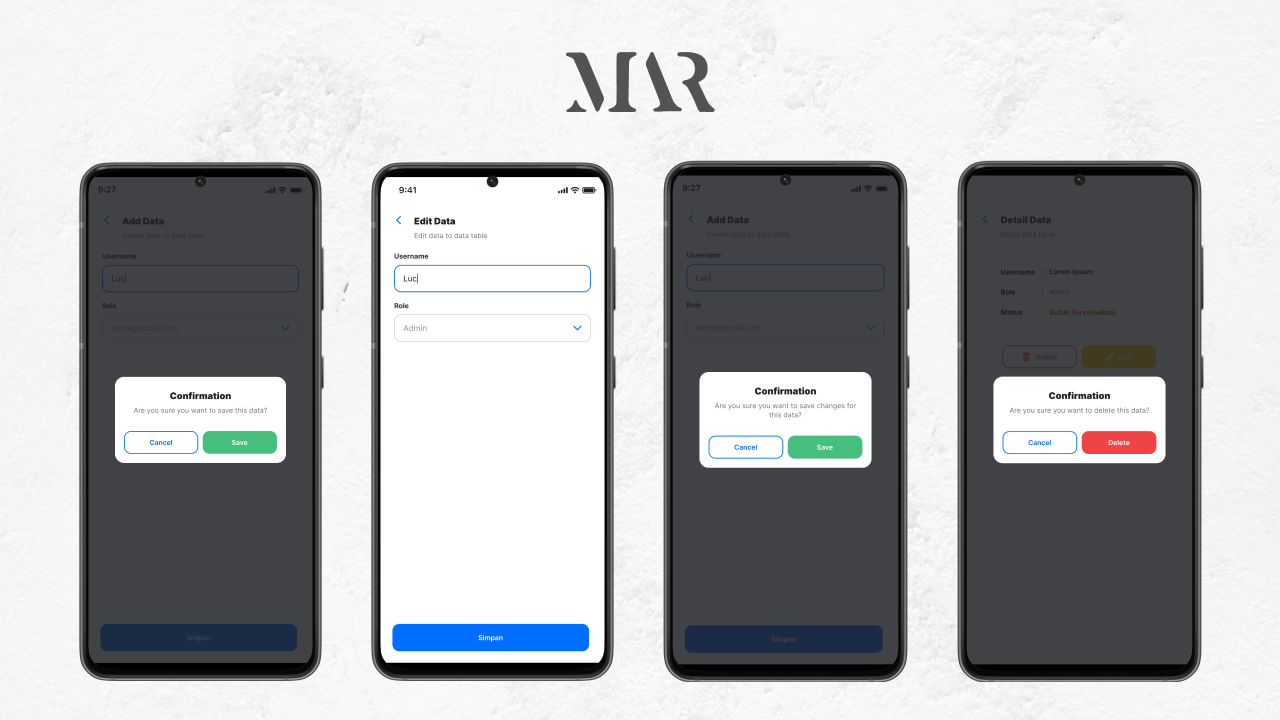 MAR
9:27
Add Data
Create data to data table
Username
Luc
Role
name@email.com
Confirmation
Are you sure you want to save this data?
Cancel
Save
Simpan
9:41
Edit Data
Edit data to data table
Username
Luc
Role
Admin
Simpan
9:27
Add Data
Create data to data table
Username
Luc
Role
name@email.com
Confirmation
Are you sure you want to save changes for
this data?
Cancel
Save
Simpan
Detail Data
Detail data table
Username : Lorem Ipsum
Role : Admin
Status : Butuh Terverivikasi
Delete
Edit
Confirmation
Are you sure you want to delete this data?
Cancel
Delete